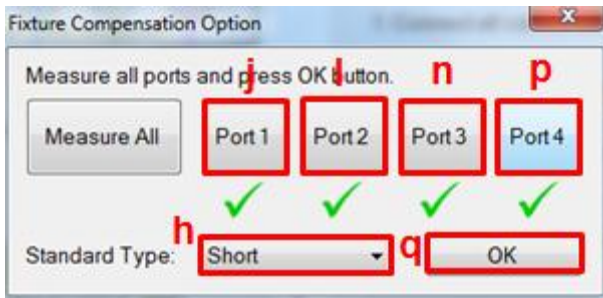 Fixture Compensation Option
Measure all ports and press OK button.
j l n p
Measure All Port 1 Port 2 Port 3 Port 4
h q
Standard Type: Short OK